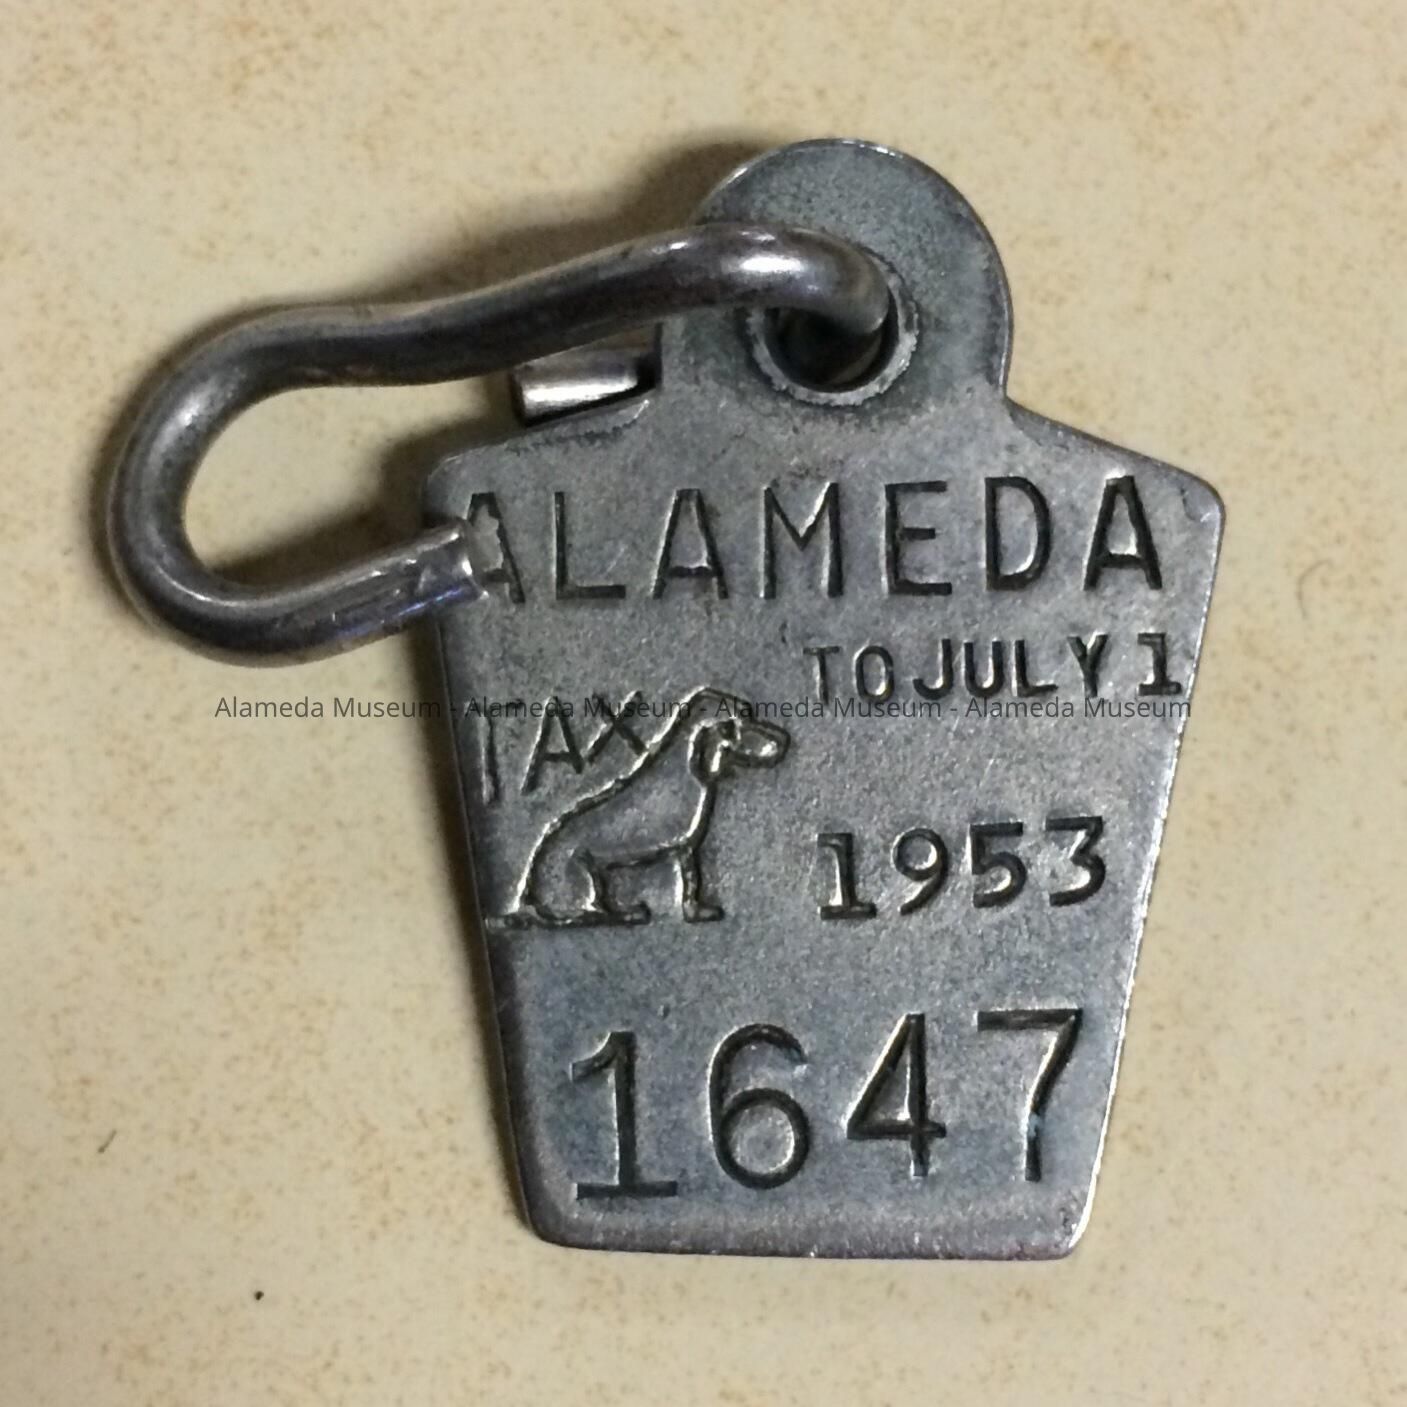 ALAMEDA
TO JULY 1
Alameda Museum - Alameda Museum - Alameda Museum - Alameda Museum
TAX
1953
1647